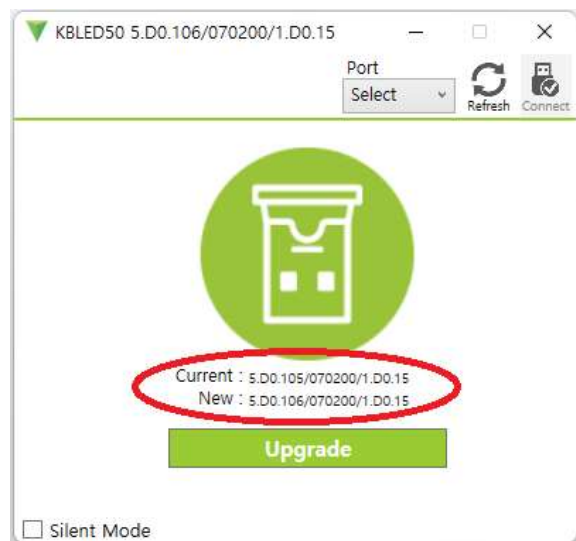 KBLED50 5.D0.106/070200/1.D0.15
Port
Select
Refresh
Connect
Current : 5.D0.105/070200/1.D0.15
New : 5.D0.106/070200/1.D0.15
Upgrade
Silent Mode